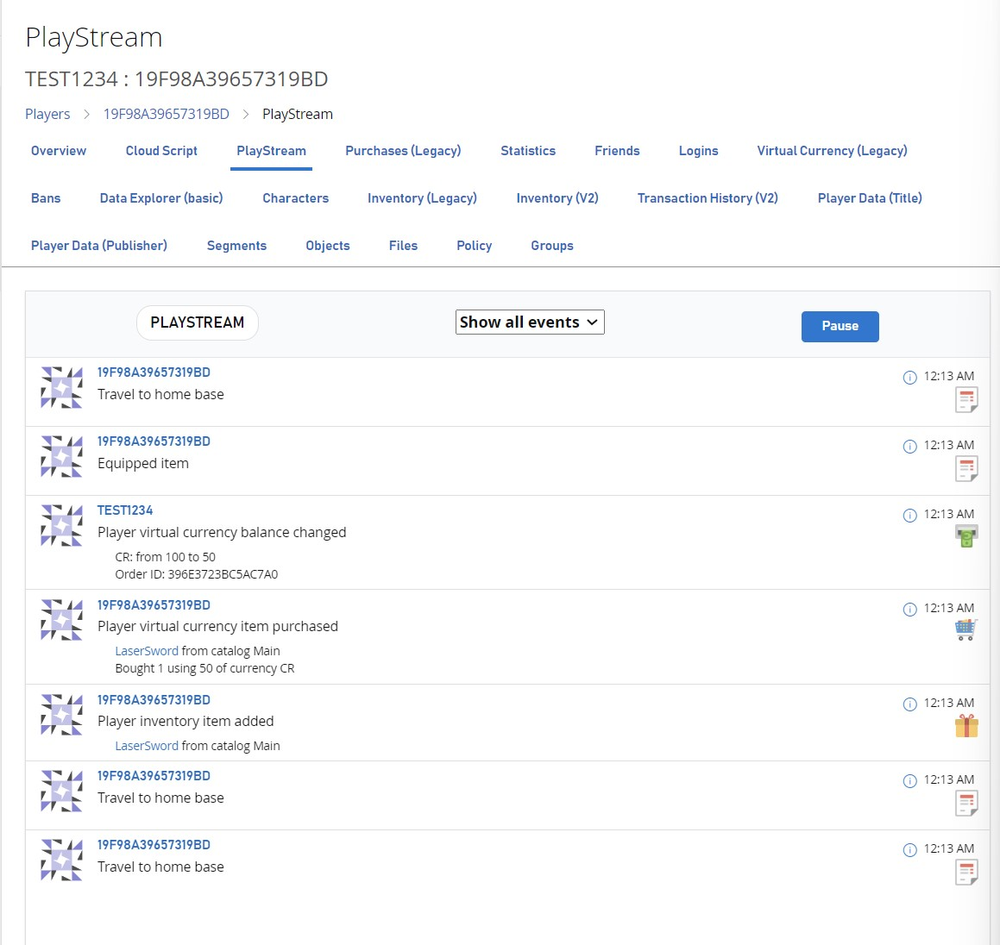 PlayStream
TEST1234 : 19F98A39657319BD
Players > 19F98A39657319BD > PlayStream
Overview Cloud Script PlayStream Purchases (Legacy) Statistics Friends Logins Virtual Currency (Legacy)
Bans Data Explorer (basic) Characters Inventory (Legacy) Inventory (V2) Transaction History (V2) Player Data (Title)
Player Data (Publisher) Segments Objects Files Policy Groups
PLAYSTREAM Show all events Pause
19F98A39657319BD 12:13 AM
Travel to home base
19F98A39657319BD 12:13 AM
Equipped item
TEST1234 12:13 AM
Player virtual currency balance changed
CR: from 100 to 50
Order ID: 396E3723BC5AC7A0
19F98A39657319BD 12:13 AM
Player virtual currency item purchased
LaserSword from catalog Main
Bought 1 using 50 of currency CR
19F98A39657319BD 12:13 AM
Player inventory item added
LaserSword from catalog Main
19F98A39657319BD 12:13 AM
Travel to home base
19F98A39657319BD 12:13 AM
Travel to home base